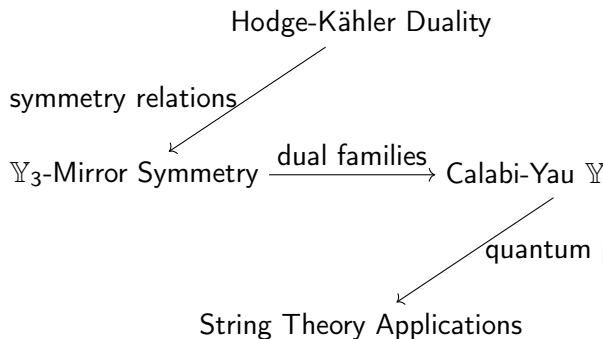 Hodge-Kähler Duality
symmetry relations
𝕐₃-Mirror Symmetry
dual families
Calabi-Yau 𝕐
quantum
String Theory Applications